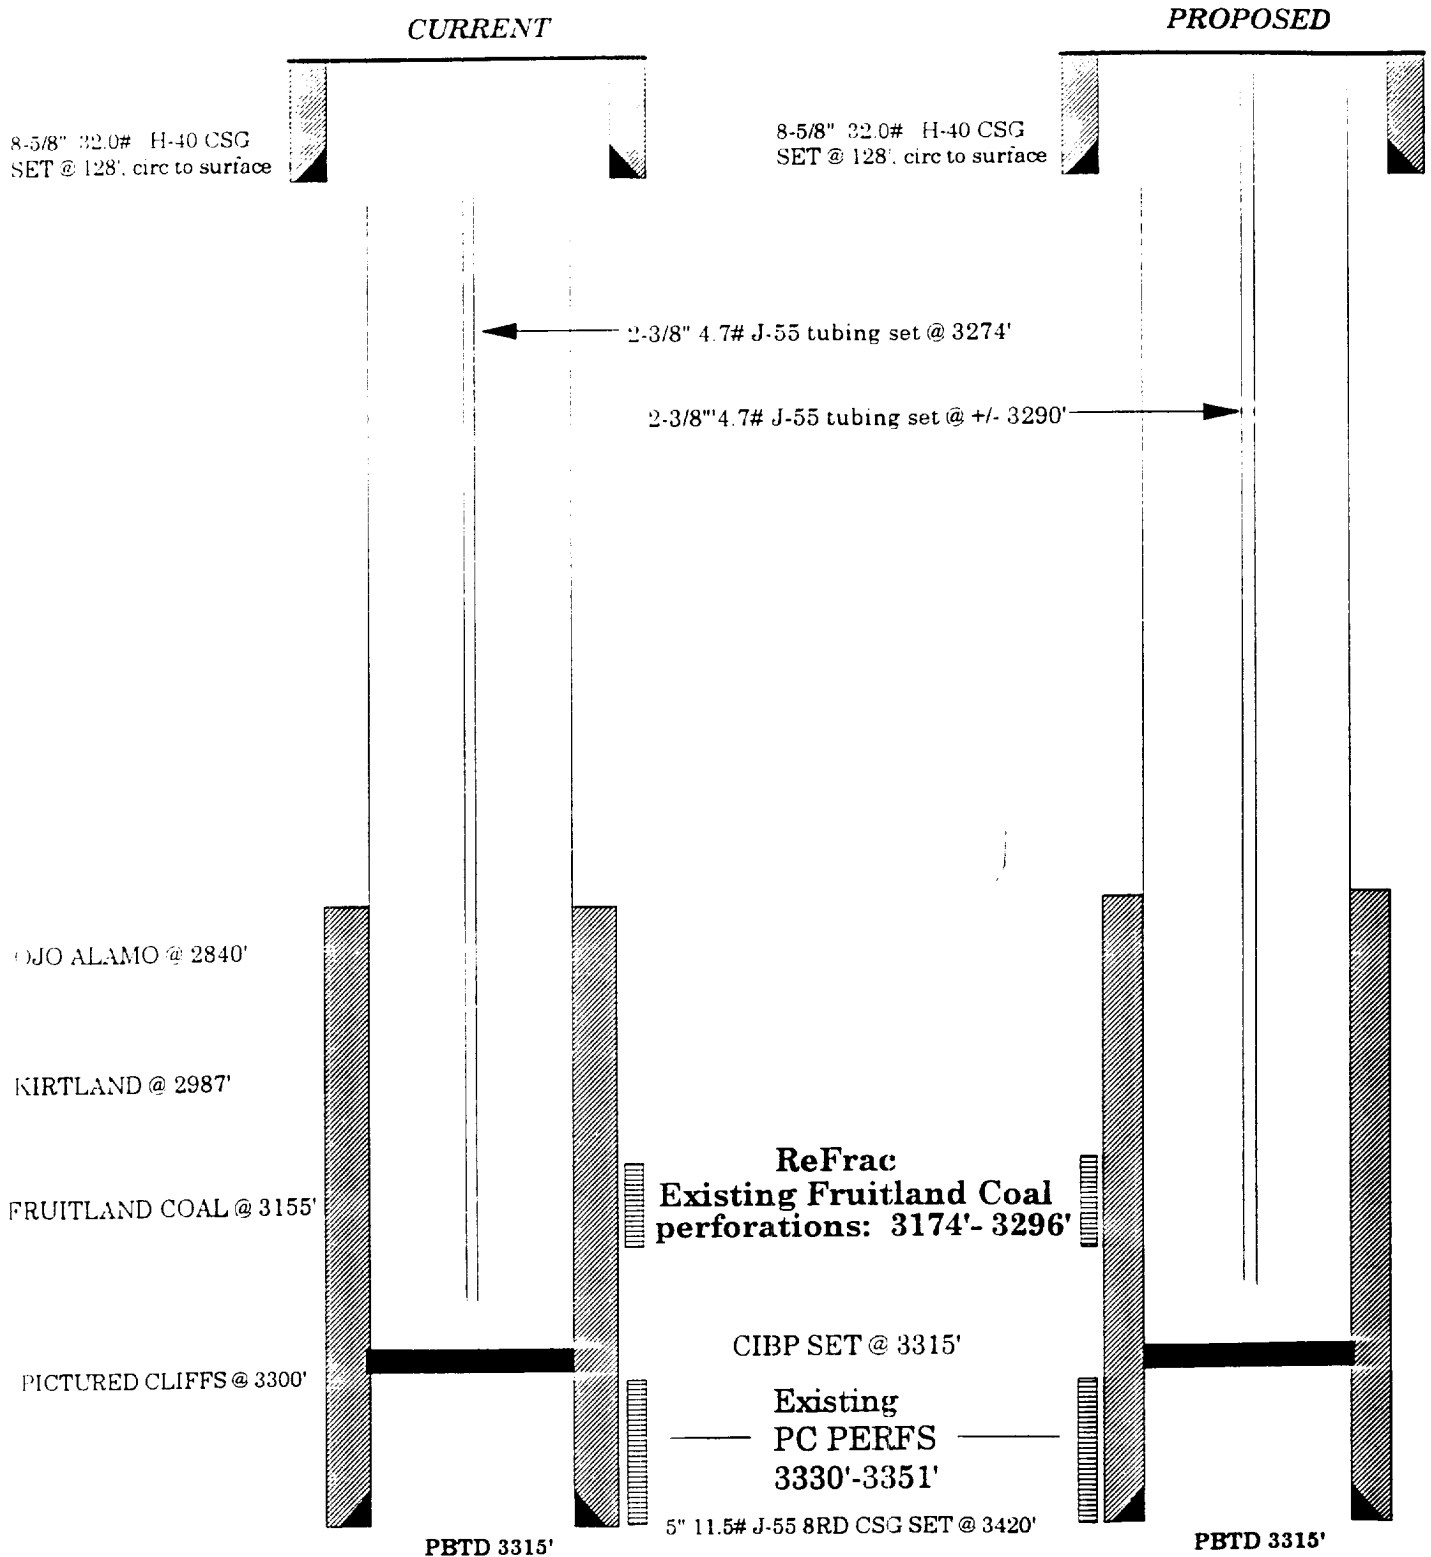 CURRENT
PROPOSED
8-5/8" 32.0# H-40 CSG
SET @ 128', circ to surface
8-5/8" 32.0# H-40 CSG
SET @ 128', circ to surface
2-3/8" 4.7# J-55 tubing set @ 3274'
2-3/8"'4.7# J-55 tubing set @ +/- 3290'
OJO ALAMO @ 2840'
KIRTLAND @ 2987'
FRUITLAND COAL @ 3155'
ReFrac
Existing Fruitland Coal
perforations: 3174'- 3296'
CIBP SET @ 3315'
PICTURED CLIFFS @ 3300'
Existing
PC PERFS
3330'-3351'
5" 11.5# J-55 8RD CSG SET @ 3420'
PBTD 3315'
PBTD 3315'